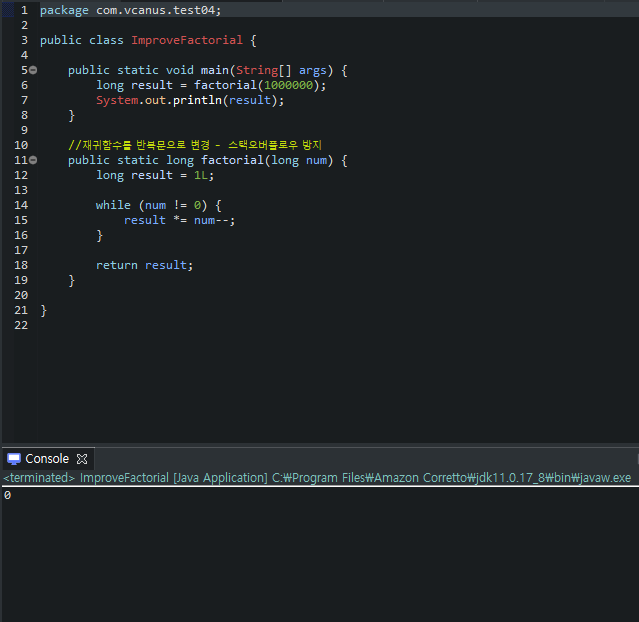 1 package com.vcanus.test04;
2
3 public class ImproveFactorial {
4
5 public static void main(String[] args) {
6 long result = factorial(1000000);
7 System.out.println(result);
8 }
9
10 //재귀함수를 반복문으로 변경 - 스택오버플로우 방지
11 public static long factorial(long num) {
12 long result = 1L;
13
14 while (num != 0) {
15 result *= num--;
16 }
17
18 return result;
19 }
20
21 }
22
Console
<terminated> ImproveFactorial [Java Application] C:₩Program Files₩Amazon Corretto₩jdk11.0.17_8₩bin₩javaw.exe
0